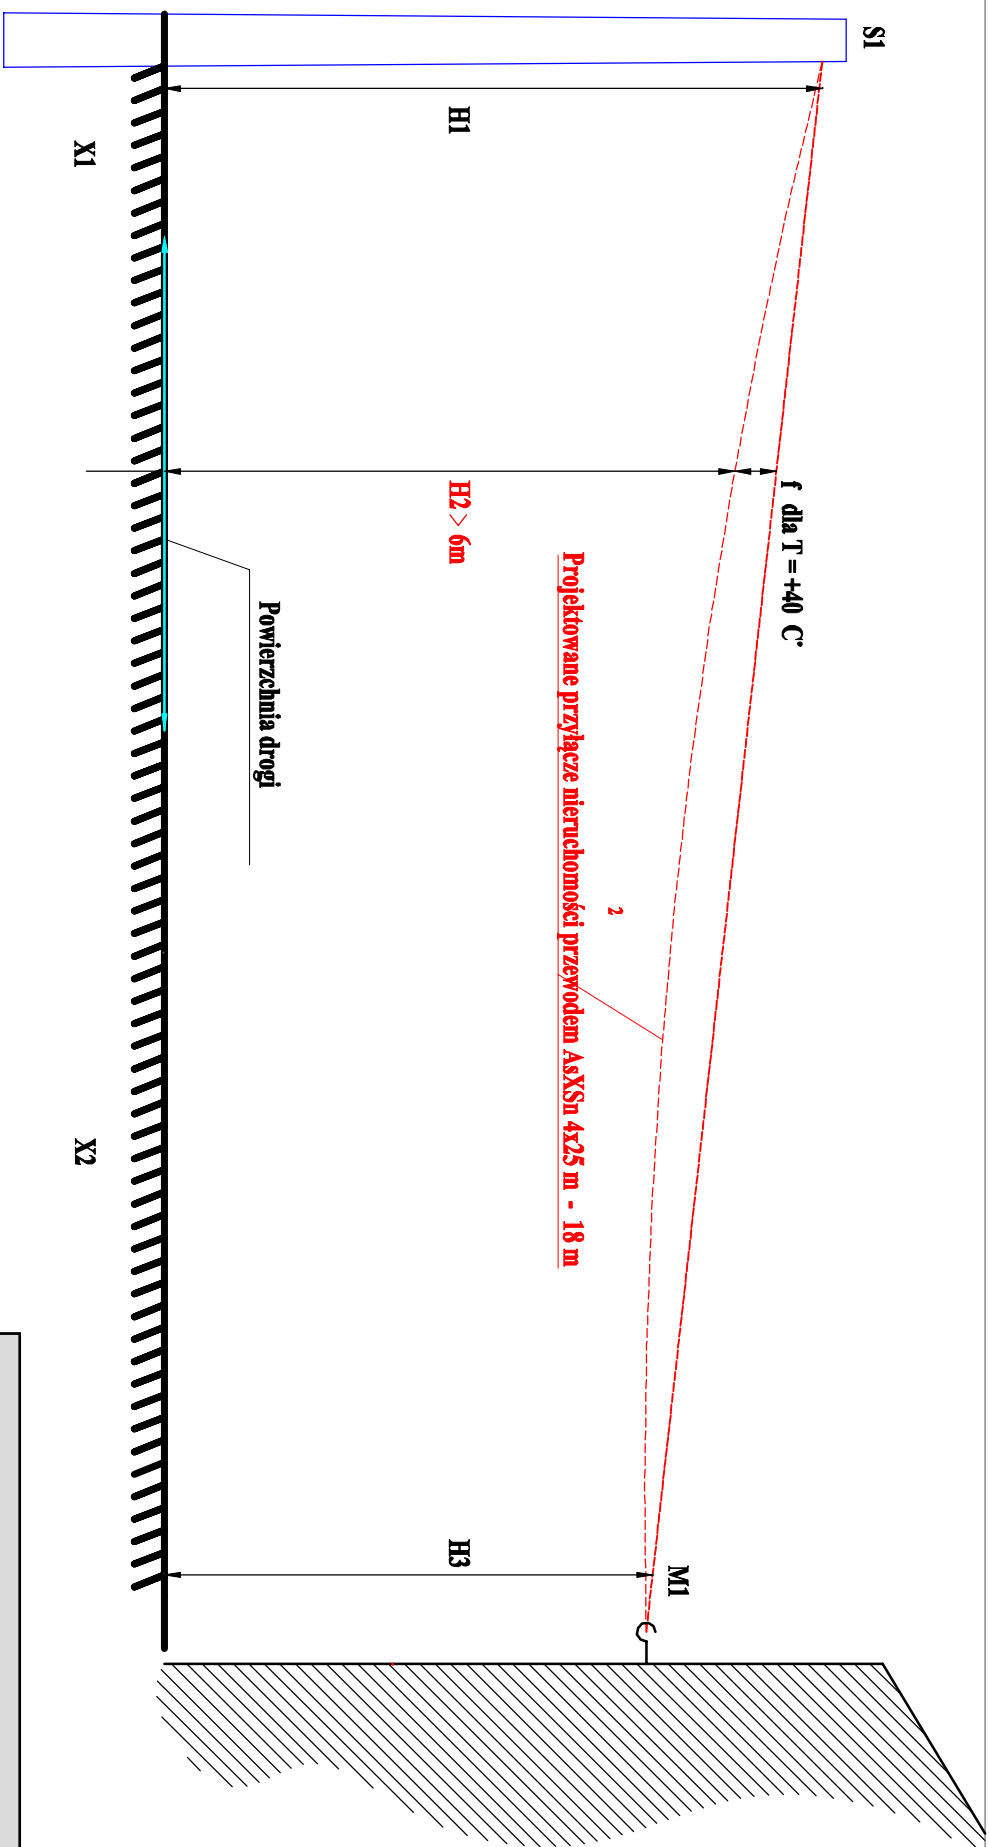 S1
f dla T = +40 C°
M1
2
Projektowane przyłącze nieruchomości przewodem AsXSn 4x25 m - 18 m
H1
H2 > 6m
H3
Powierzchnia drogi
X1
X2